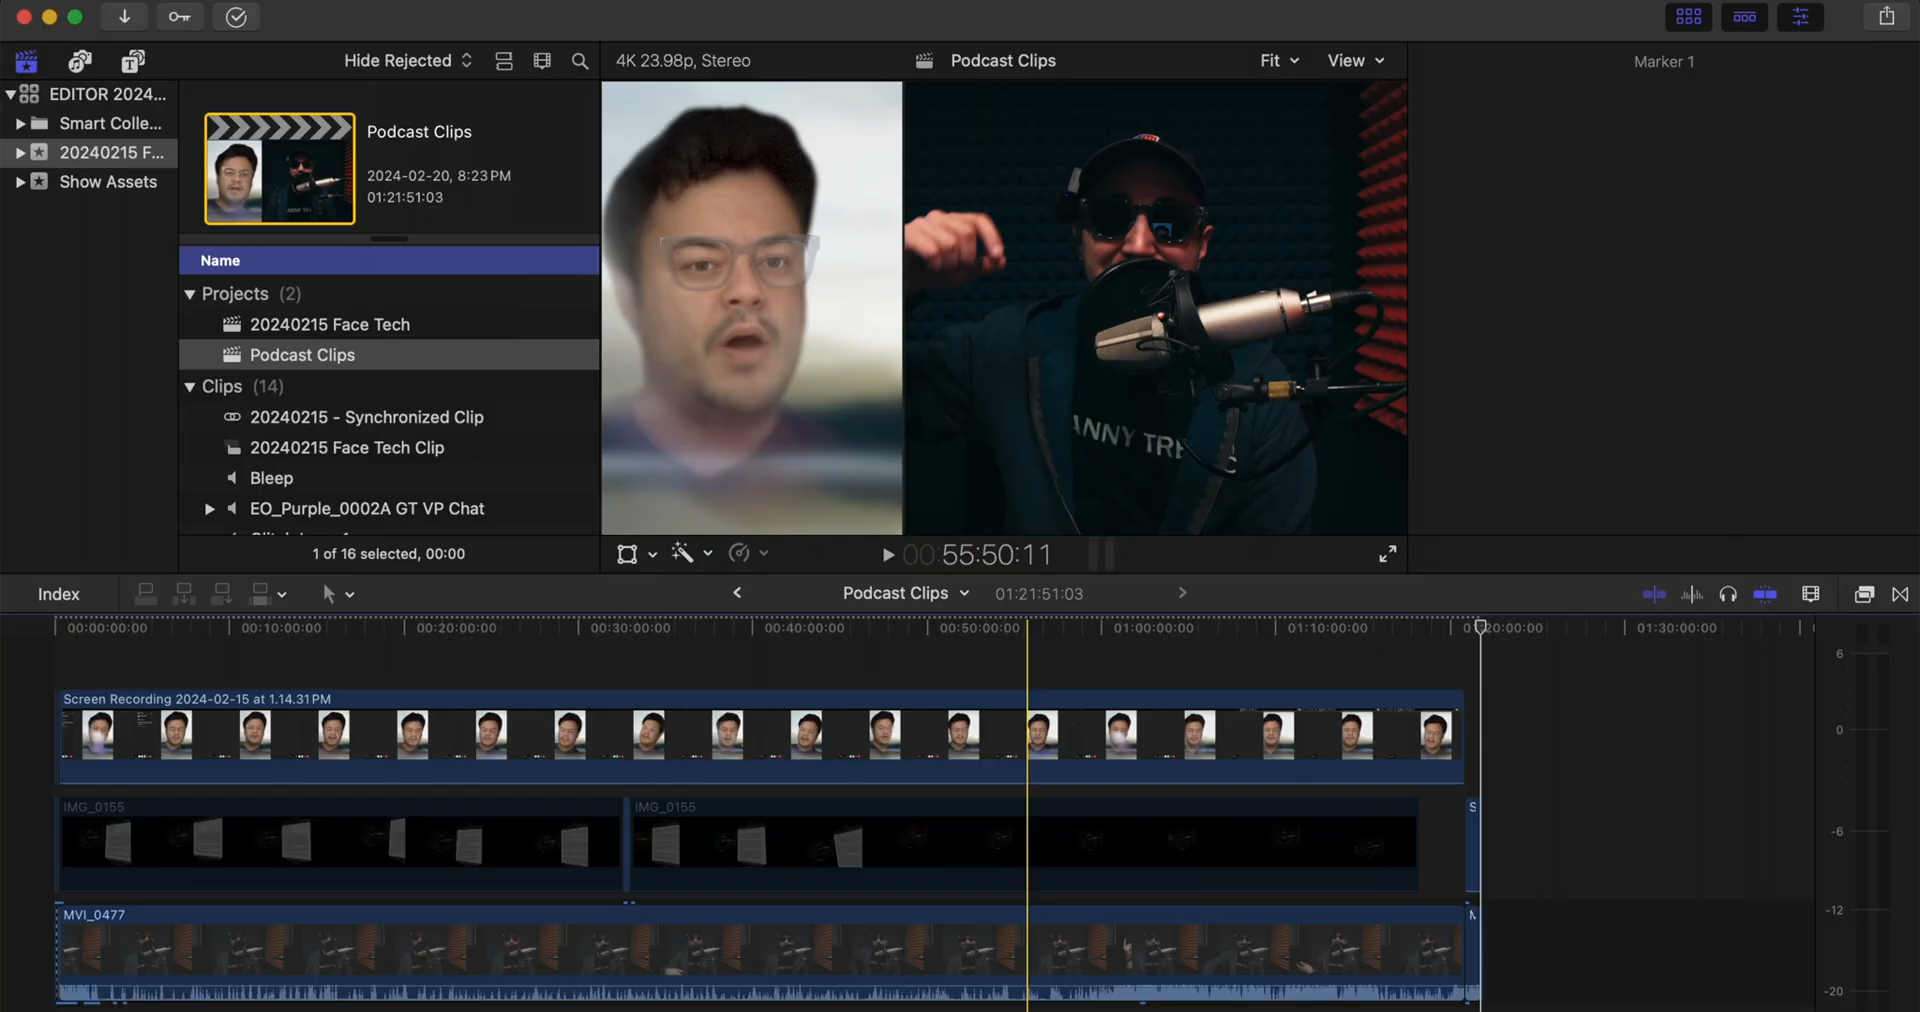 Hide Rejected
4K 23.98p, Stereo
Podcast Clips
Fit
View
Marker 1
EDITOR 2024...
Smart Colle...
20240215 F...
Show Assets
Podcast Clips
2024-02-20, 8:23 PM
01:21:51:03
Name
Projects (2)
20240215 Face Tech
Podcast Clips
Clips (14)
20240215 - Synchronized Clip
20240215 Face Tech Clip
Bleep
EO_Purple_0002A GT VP Chat
1 of 16 selected, 00:00
00:55:50:11
Index
Podcast Clips
01:21:51:03
00:00:00:00
00:10:00:00
00:20:00:00
00:30:00:00
00:40:00:00
00:50:00:00
01:00:00:00
01:10:00:00
01:20:00:00
01:30:00:00
6
0
-6
-12
-20
Screen Recording 2024-02-15 at 1.14.31 PM
IMG_0155
IMG_0155
S
MVI_0477